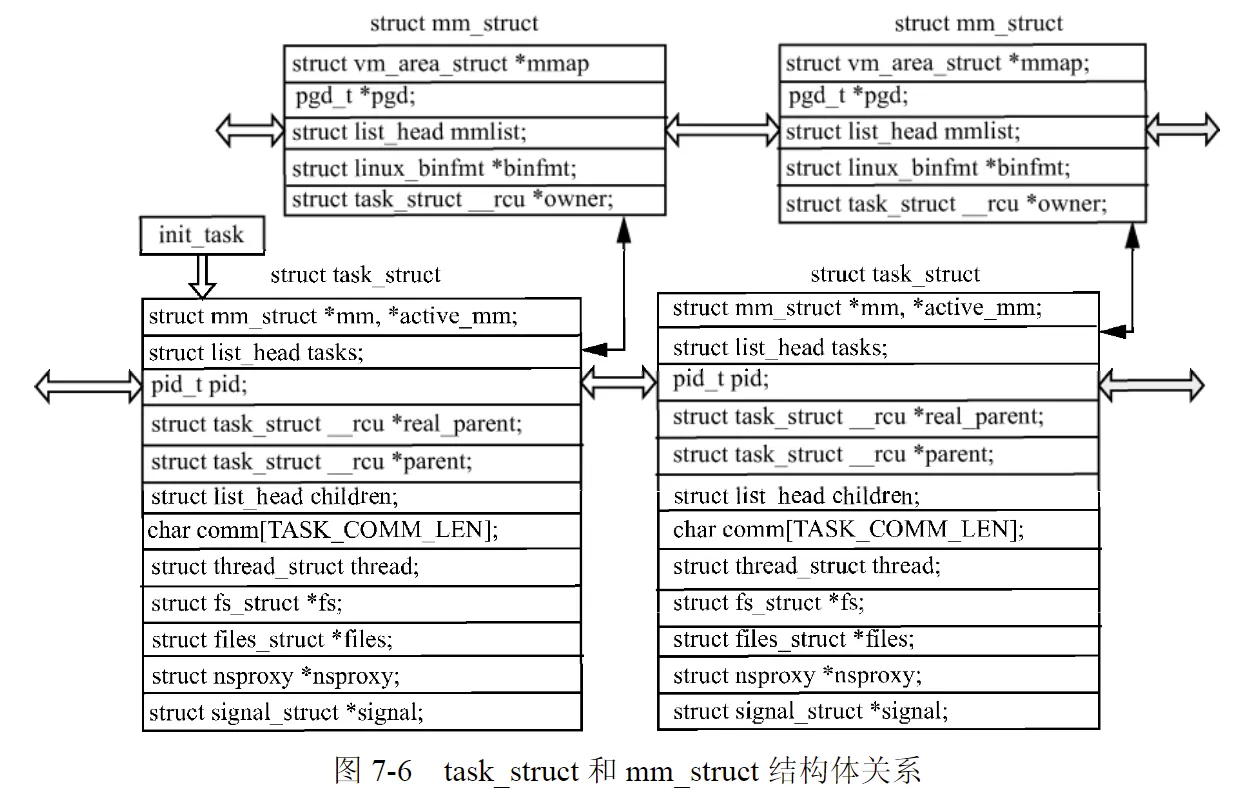 struct mm_struct
struct vm_area_struct *mmap
pgd_t *pgd;
struct list_head mmlist;
struct linux_binfmt *binfmt;
struct task_struct __rcu *owner;
struct mm_struct
struct vm_area_struct *mmap;
pgd_t *pgd;
struct list_head mmlist;
struct linux_binfmt *binfmt;
struct task_struct __rcu *owner;
init_task
struct task_struct
struct mm_struct *mm, *active_mm;
struct list_head tasks;
pid_t pid;
struct task_struct __rcu *real_parent;
struct task_struct __rcu *parent;
struct list_head children;
char comm[TASK_COMM_LEN];
struct thread_struct thread;
struct fs_struct *fs;
struct files_struct *files;
struct nsproxy *nsproxy;
struct signal_struct *signal;
struct task_struct
struct mm_struct *mm, *active_mm;
struct list_head tasks;
pid_t pid;
struct task_struct __rcu *real_parent;
struct task_struct __rcu *parent;
struct list_head children;
char comm[TASK_COMM_LEN];
struct thread_struct thread;
struct fs_struct *fs;
struct files_struct *files;
struct nsproxy *nsproxy;
struct signal_struct *signal;
图 7-6 task_struct 和 mm_struct 结构体关系